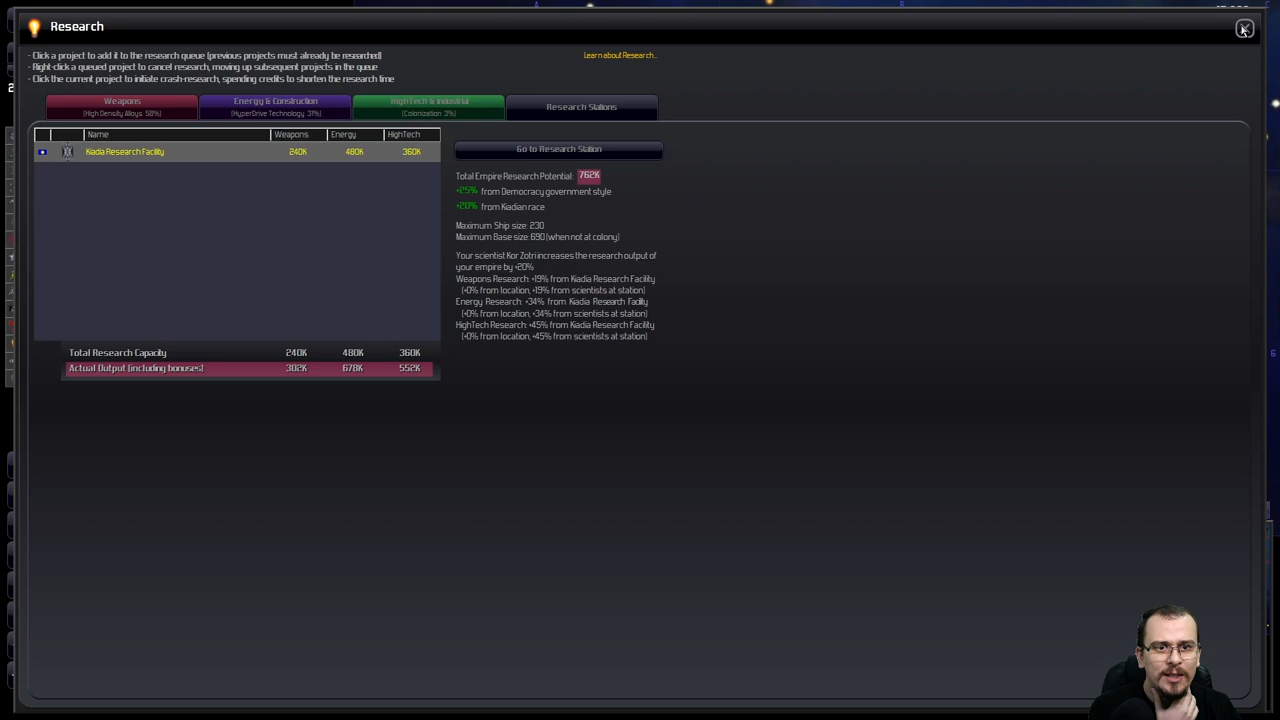 Research
- Click a project to add it to the research queue (previous projects must already be researched)
- Right-click a queued project to cancel research, moving up subsequent projects in the queue
- Click the current project to initiate crash-research, spending credits to shorten the research time
Learn about Research...
Weapons
(High Density Alloys 58%)
Energy & Construction
(HyperDrive Technology 31%)
HighTech & Industrial
(Colonization 3%)
Research Stations
Name Weapons Energy HighTech
Kiadia Research Facility 240K 480K 360K
Total Research Capacity 240K 480K 360K
Actual Output (including bonuses) 302K 678K 552K
Go to Research Station
Total Empire Research Potential: 762K
+25% from Democracy government style
+20% from Kiadian race
Maximum Ship size: 230
Maximum Base size: 690 (when not at colony)
Your scientist Kor Zotri increases the research output of
your empire by +20%
Weapons Research: +19% from Kiadia Research Facility
(+0% from location, +19% from scientists at station)
Energy Research: +34% from Kiadia Research Facility
(+0% from location, +34% from scientists at station)
HighTech Research: +45% from Kiadia Research Facility
(+0% from location, +45% from scientists at station)